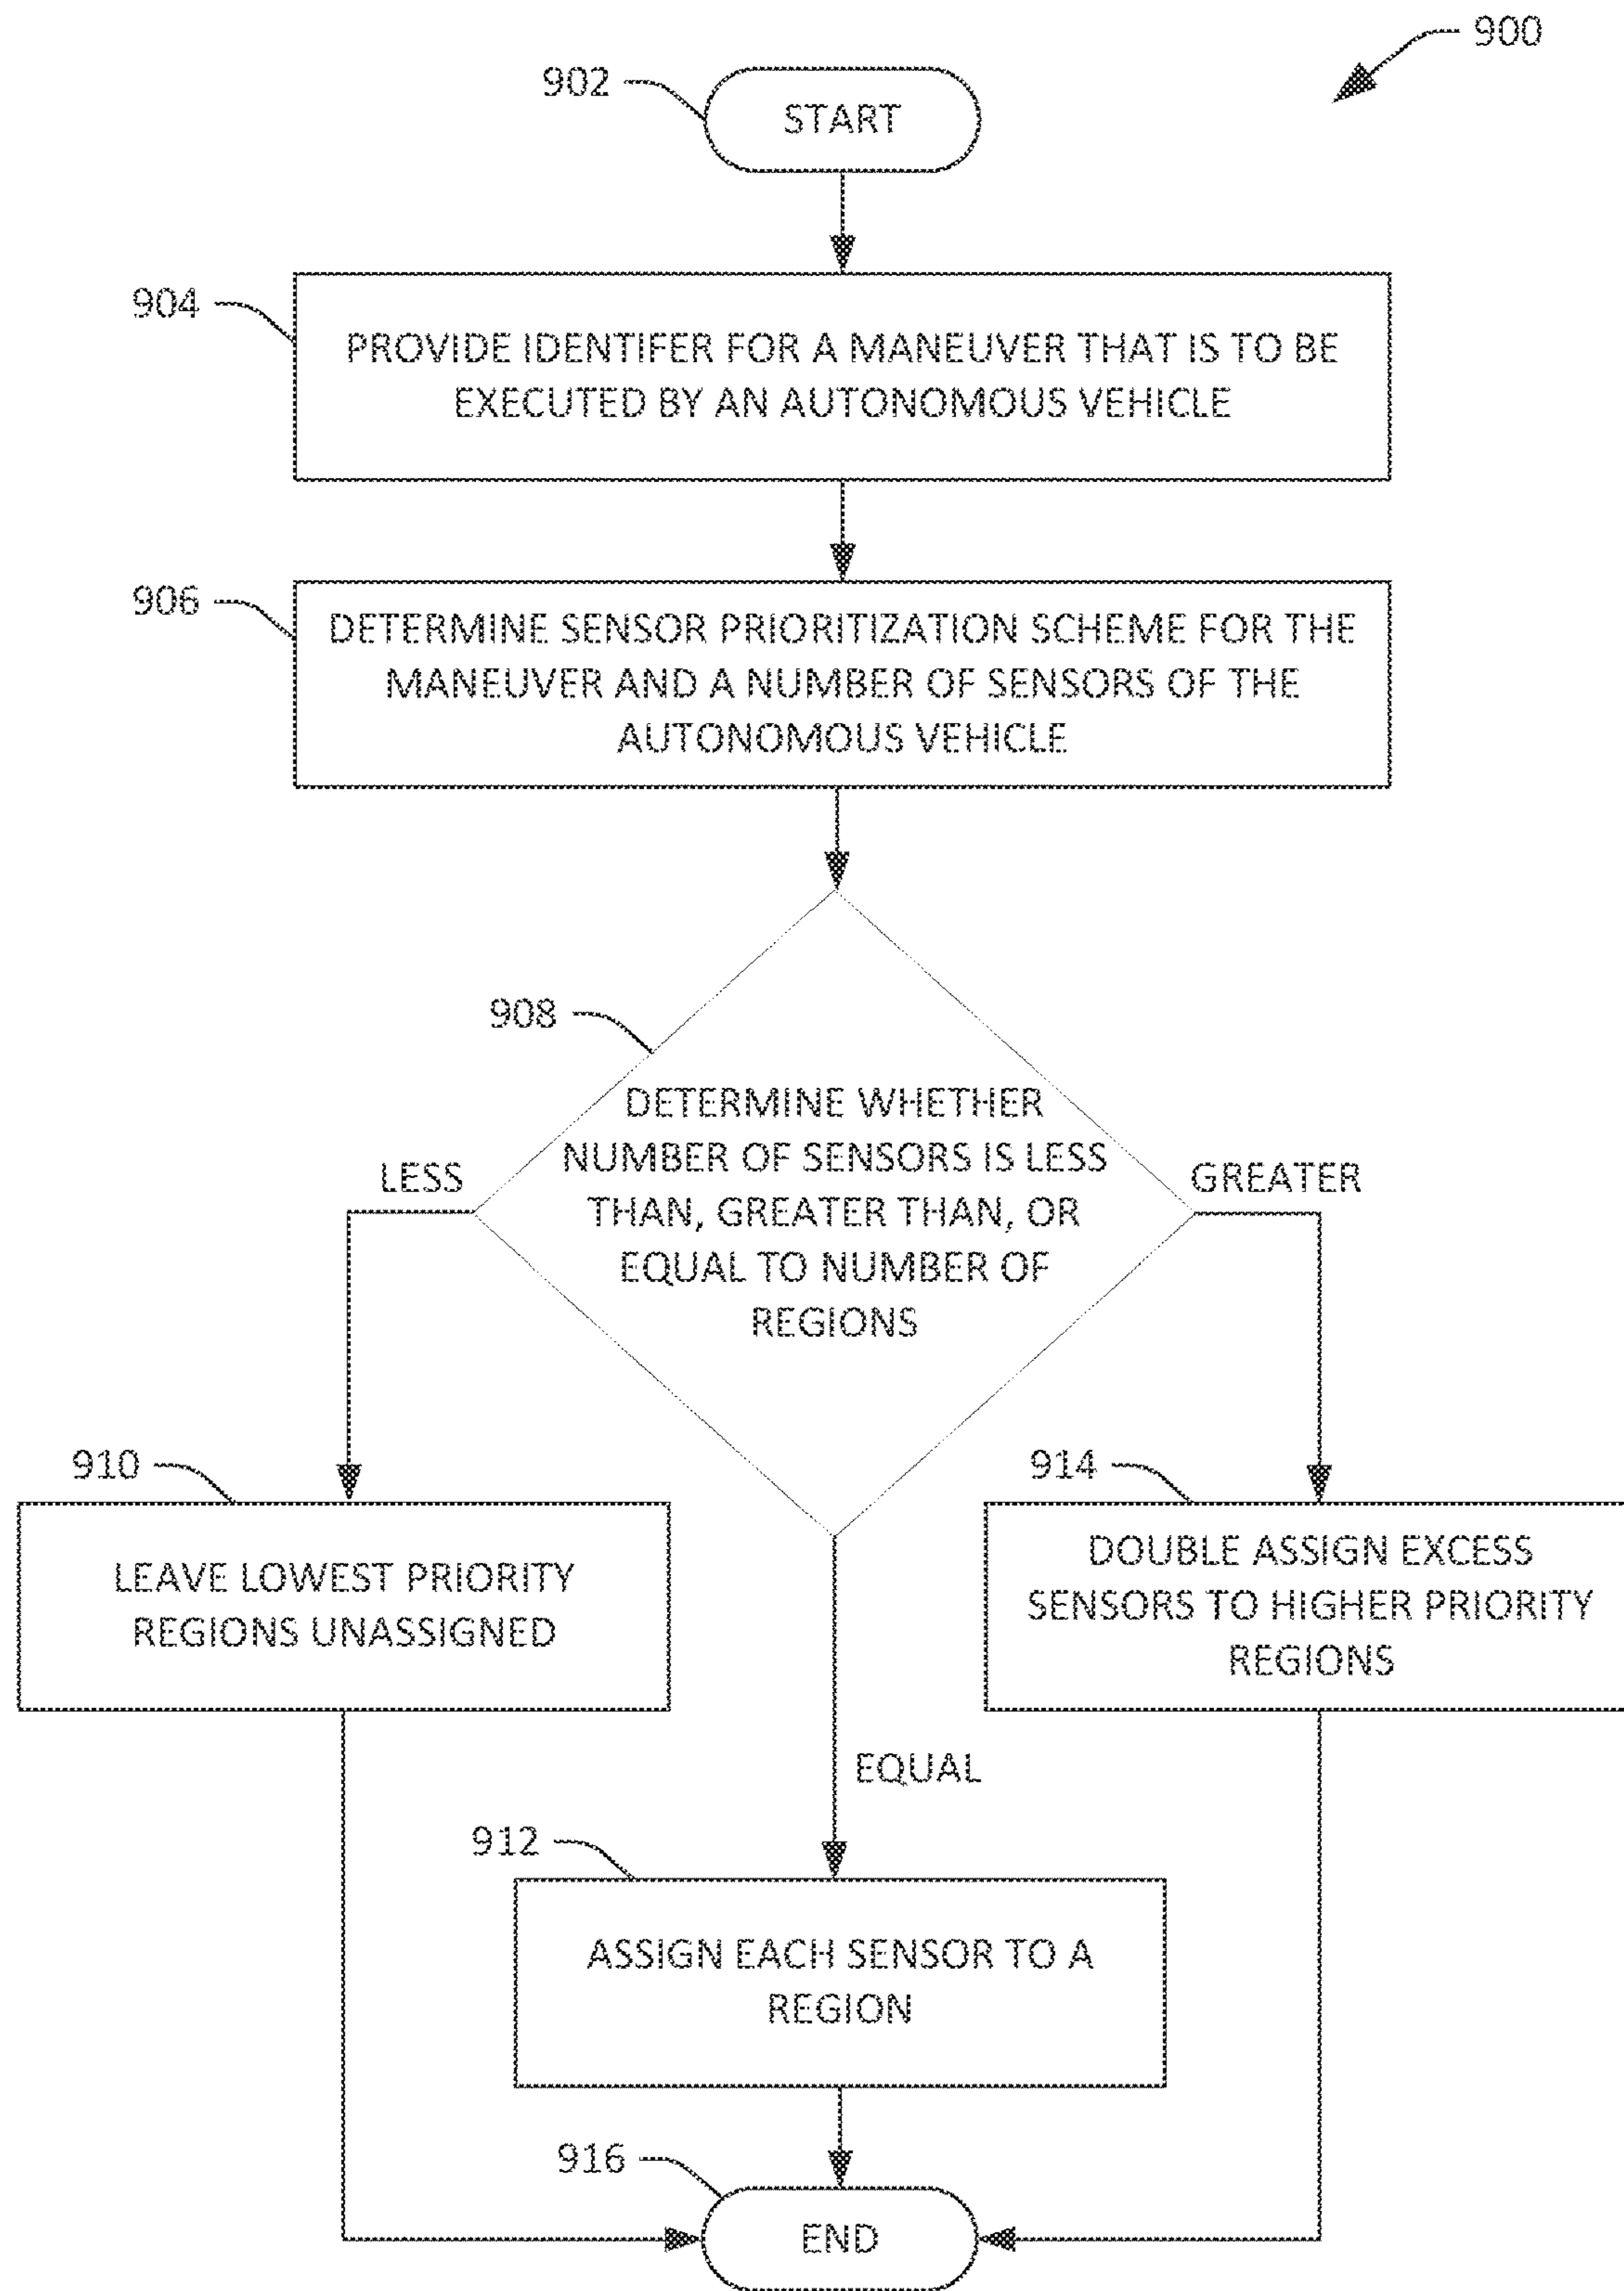 900
902
START
904
PROVIDE IDENTIFER FOR A MANEUVER THAT IS TO BE
EXECUTED BY AN AUTONOMOUS VEHICLE
906
DETERMINE SENSOR PRIORITIZATION SCHEME FOR THE
MANEUVER AND A NUMBER OF SENSORS OF THE
AUTONOMOUS VEHICLE
908
DETERMINE WHETHER
NUMBER OF SENSORS IS LESS
THAN, GREATER THAN, OR
EQUAL TO NUMBER OF
REGIONS
LESS
GREATER
910
LEAVE LOWEST PRIORITY
REGIONS UNASSIGNED
914
DOUBLE ASSIGN EXCESS
SENSORS TO HIGHER PRIORITY
REGIONS
EQUAL
912
ASSIGN EACH SENSOR TO A
REGION
916
END